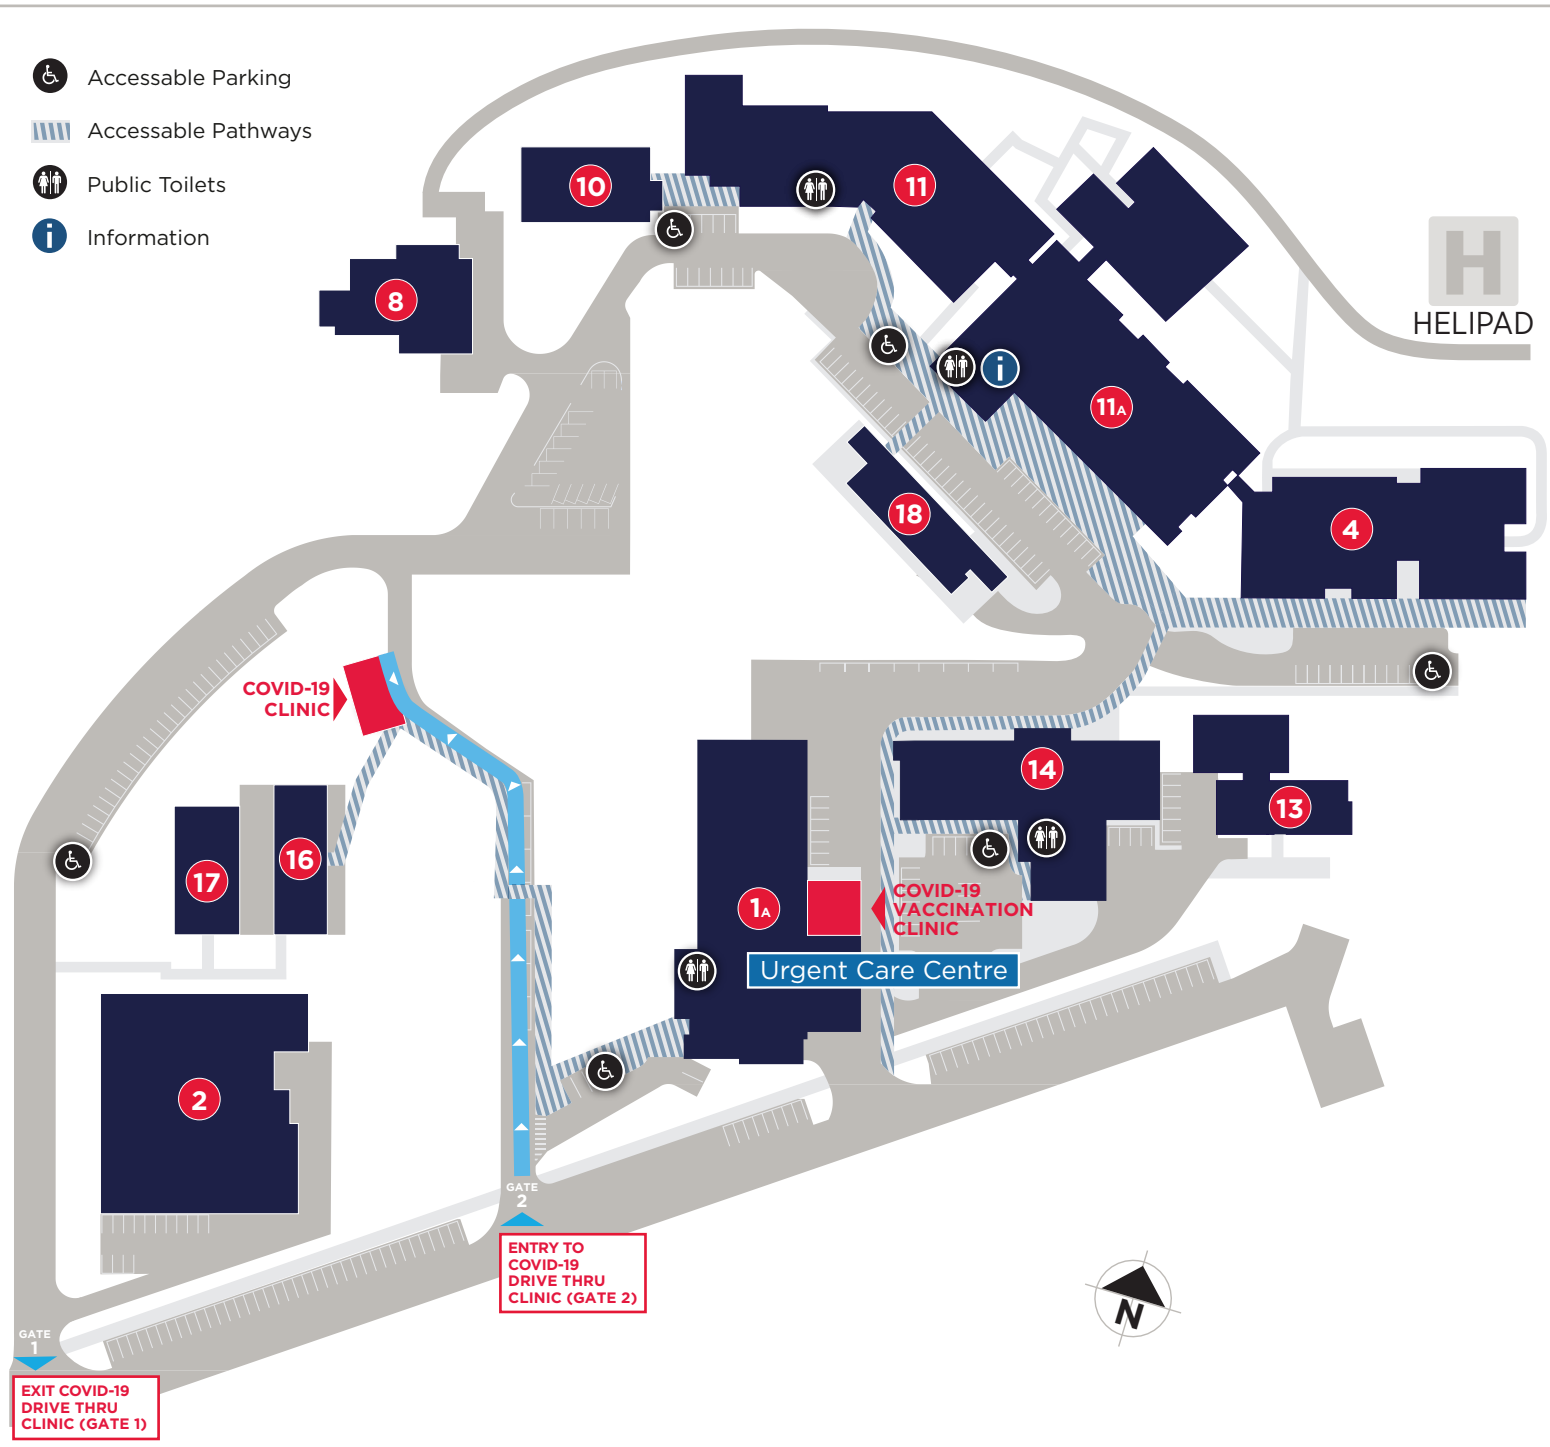 Accessable Parking
Accessable Pathways
Public Toilets
i Information
10
11
8
H
HELIPAD
i
11A
18
4
COVID-19
CLINIC
14
13
17
16
1A
COVID-19
VACCINATION
CLINIC
Urgent Care Centre
2
GATE
2
ENTRY TO
COVID-19
DRIVE THRU
CLINIC (GATE 2)
N
GATE
1
EXIT COVID-19
DRIVE THRU
CLINIC (GATE 1)